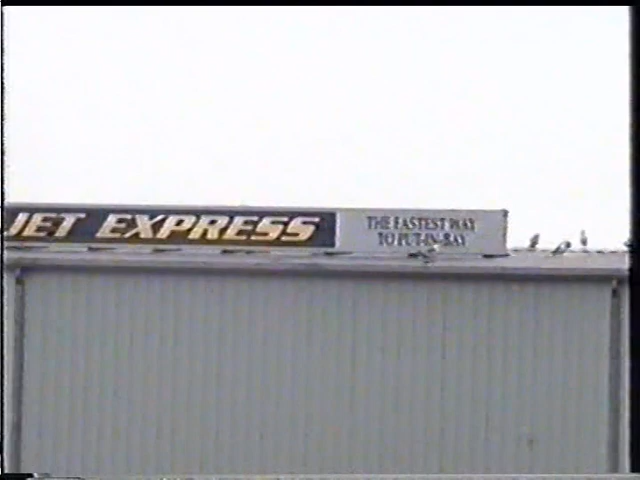 JET EXPRESS
THE FASTEST WAY
TO PUT-IN-BAY